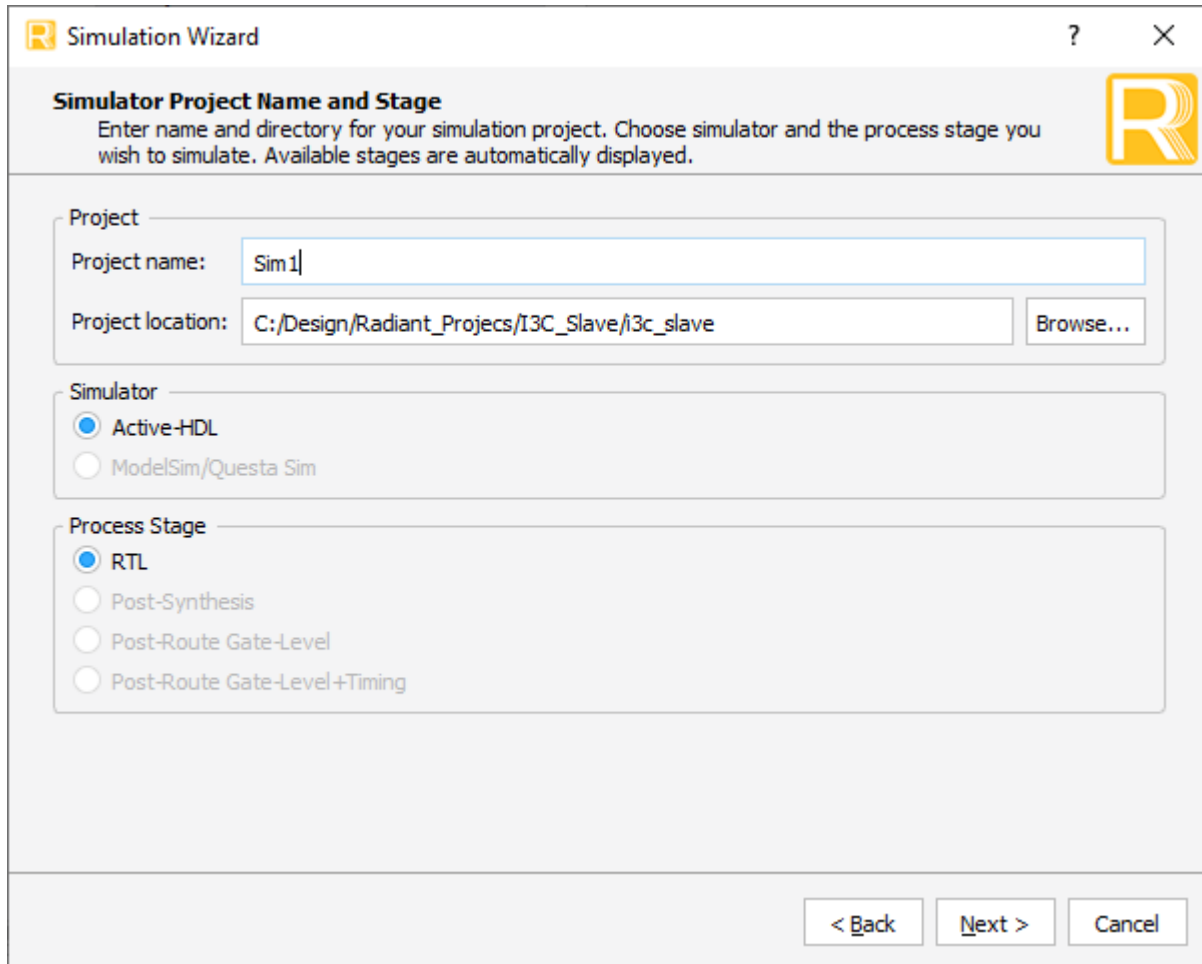 Simulation Wizard
Simulator Project Name and Stage
Enter name and directory for your simulation project. Choose simulator and the process stage you
wish to simulate. Available stages are automatically displayed.
Project
Project name: Sim1
Project location: C:/Design/Radiant_Projecs/I3C_Slave/i3c_slave Browse...
Simulator
Active-HDL
ModelSim/Questa Sim
Process Stage
RTL
Post-Synthesis
Post-Route Gate-Level
Post-Route Gate-Level+Timing
< Back Next > Cancel